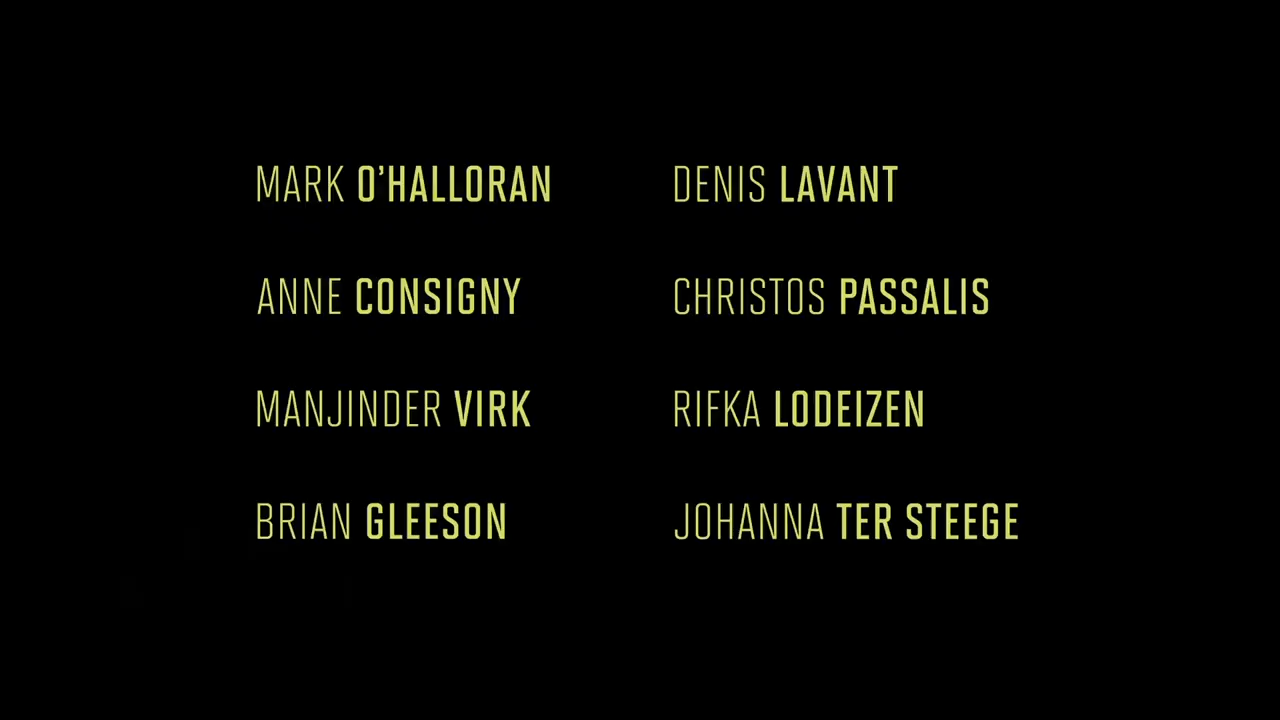 MARK O'HALLORAN
DENIS LAVANT
ANNE CONSIGNY
CHRISTOS PASSALIS
MANJINDER VIRK
RIFKA LODEIZEN
BRIAN GLEESON
JOHANNA TER STEEGE